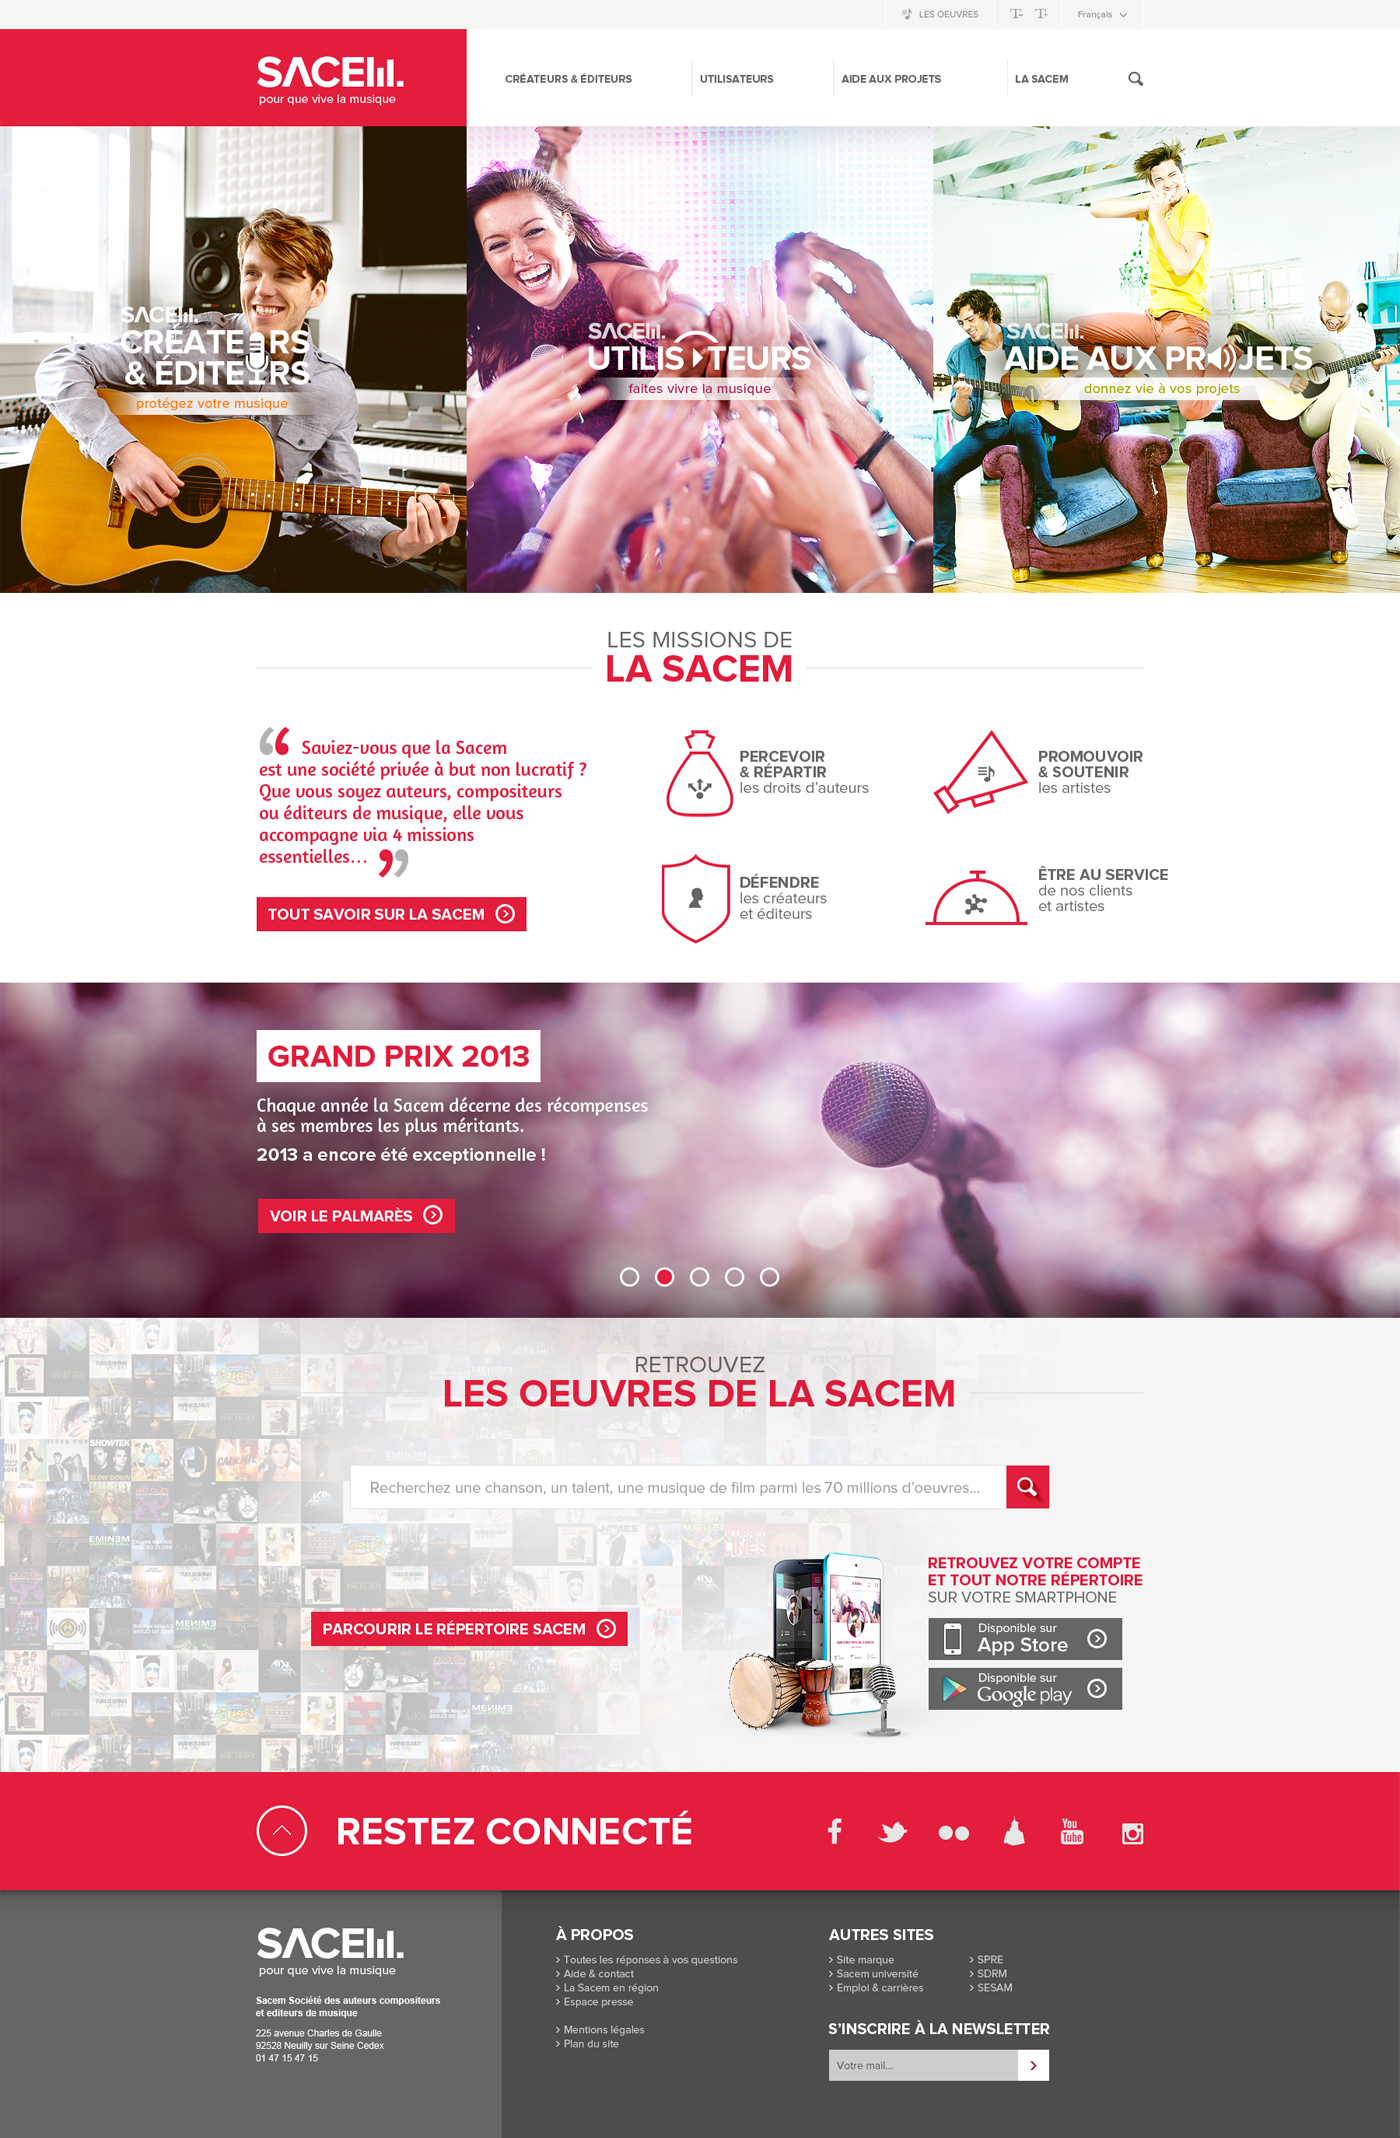 LES OEUVRES
T- T+
Français
SACEM.
pour que vive la musique
CRÉATEURS & ÉDITEURS
UTILISATEURS
AIDE AUX PROJETS
LA SACEM
SACEM.
CRÉATEURS
& ÉDITEURS
protégez votre musique
SACEM.
UTILISATEURS
faites vivre la musique
SACEM.
AIDE AUX PROJETS
donnez vie à vos projets
LES MISSIONS DE
LA SACEM
“ Saviez-vous que la Sacem
est une société privée à but non lucratif ?
Que vous soyez auteurs, compositeurs
ou éditeurs de musique, elle vous
accompagne via 4 missions
essentielles... ”
TOUT SAVOIR SUR LA SACEM
PERCEVOIR
& RÉPARTIR
les droits d'auteurs
PROMOUVOIR
& SOUTENIR
les artistes
DÉFENDRE
les créateurs
et éditeurs
ÊTRE AU SERVICE
de nos clients
et artistes
GRAND PRIX 2013
Chaque année la Sacem décerne des récompenses
à ses membres les plus méritants.
2013 a encore été exceptionnelle !
VOIR LE PALMARÈS
RETROUVEZ
LES OEUVRES DE LA SACEM
Recherchez une chanson, un talent, une musique de film parmi les 70 millions d'oeuvres...
PARCOURIR LE RÉPERTOIRE SACEM
RETROUVEZ VOTRE COMPTE
ET TOUT NOTRE RÉPERTOIRE
SUR VOTRE SMARTPHONE
Disponible sur
App Store
Disponible sur
Google play
RESTEZ CONNECTÉ
You
Tube
SACEM.
pour que vive la musique
Sacem Société des auteurs compositeurs
et editeurs de musique
225 avenue Charles de Gaulle
92528 Neuilly sur Seine Cedex
01 47 15 47 15
À PROPOS
> Toutes les réponses à vos questions
> Aide & contact
> La Sacem en région
> Espace presse
> Mentions légales
> Plan du site
AUTRES SITES
> Site marque
> Sacem université
> Emploi & carrières
> SPRE
> SDRM
> SESAM
S'INSCRIRE À LA NEWSLETTER
Votre mail...